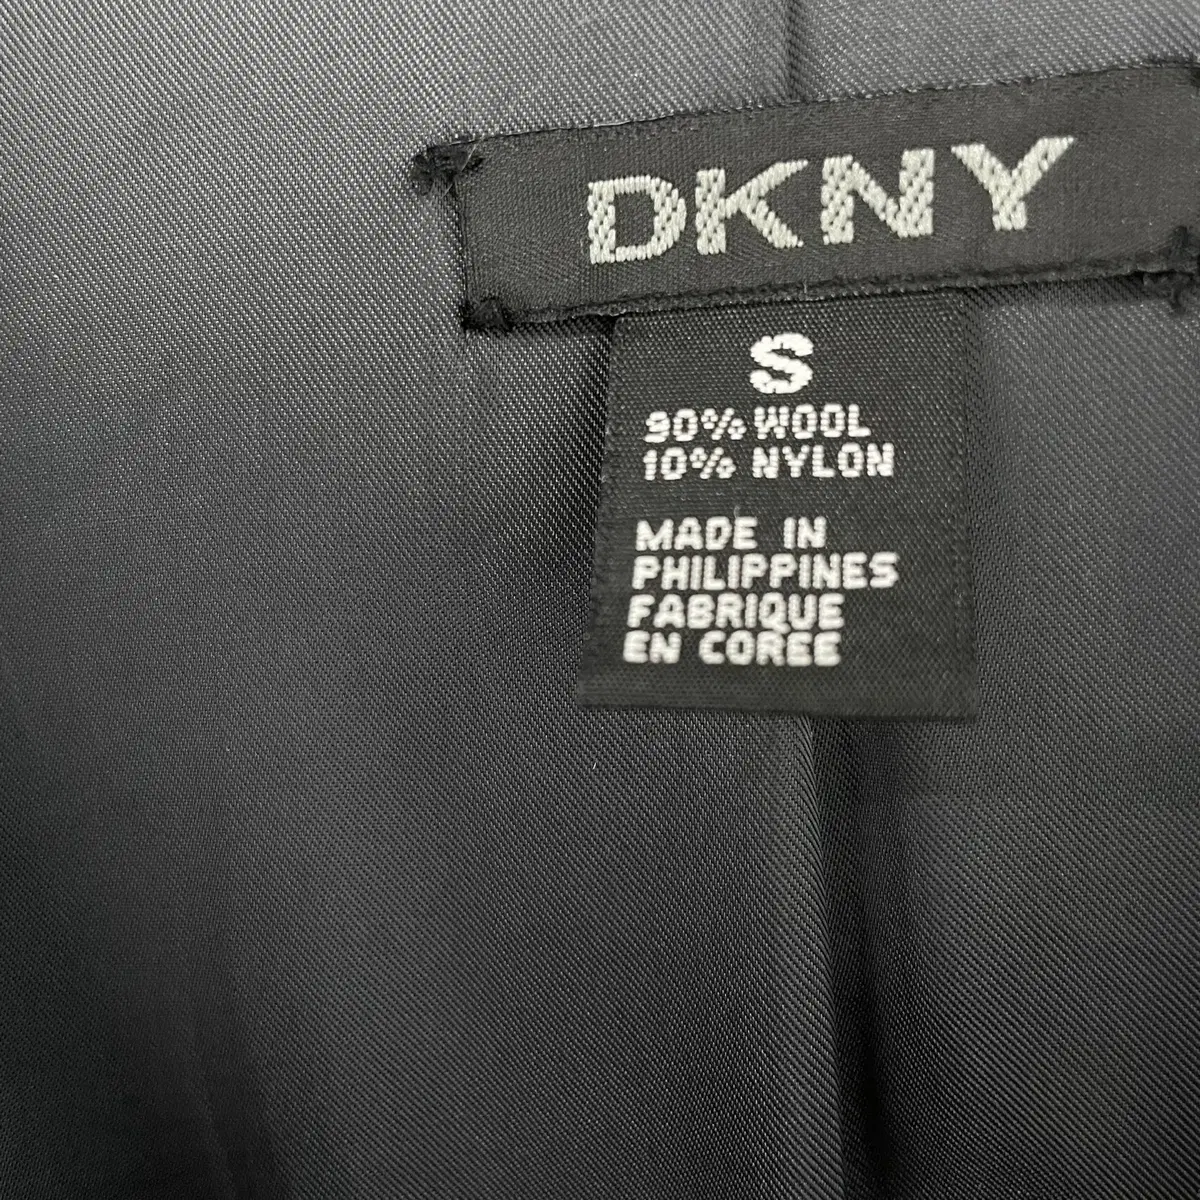 DKNY
S
90% WOOL
10% NYLON
MADE IN
PHILIPPINES
FABRIQUE
EN COREE